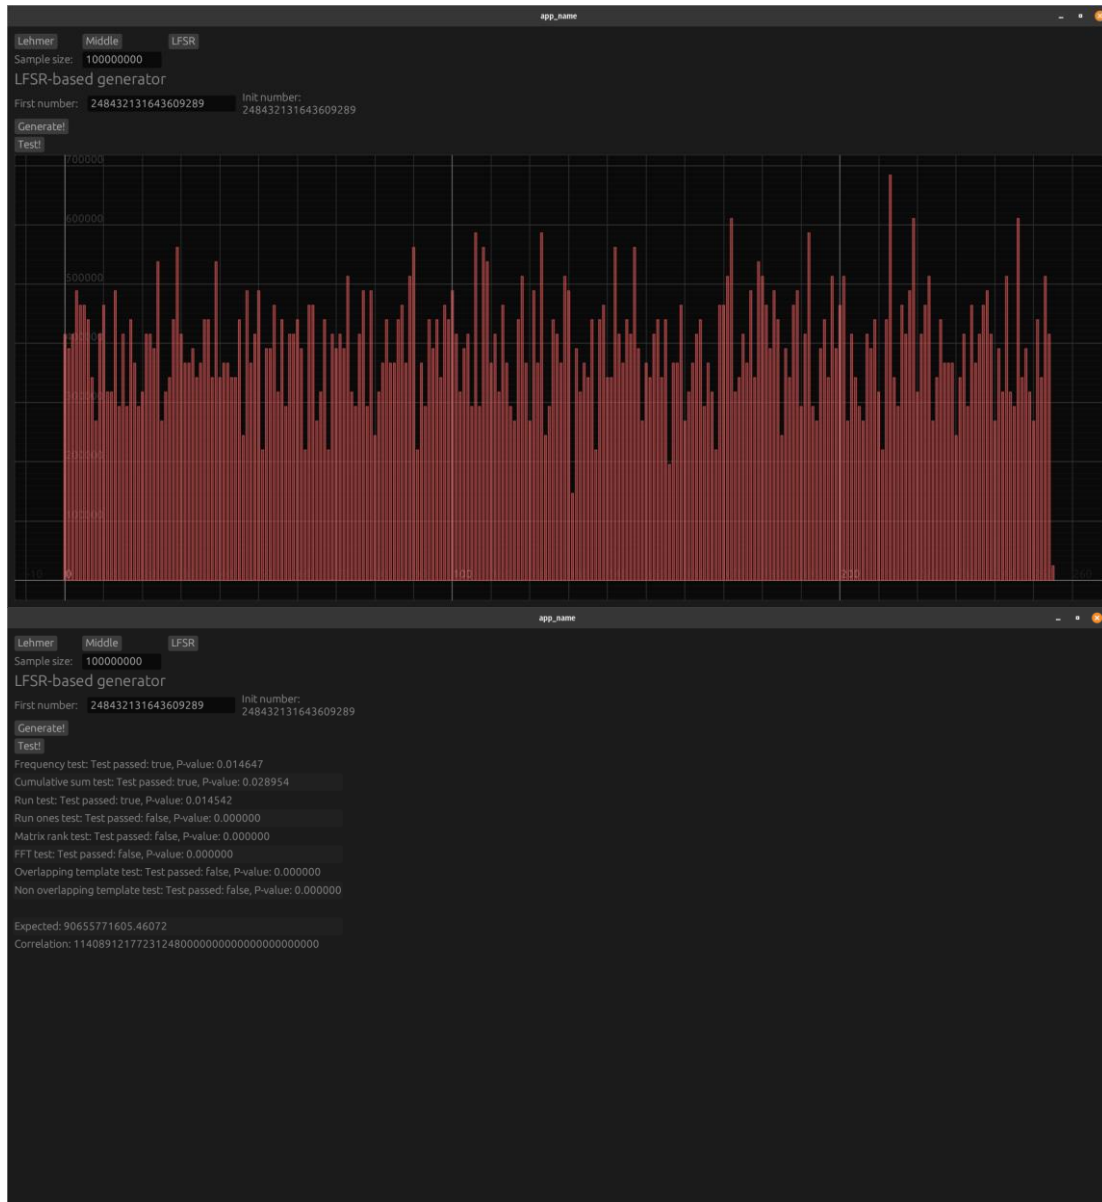 app_name
Lehmer Middle LFSR
Sample size: 100000000
LFSR-based generator
First number: 248432131643609289 Init number:
248432131643609289
Generate!
Test!
700000
600000
500000
400000
300000
200000
100000
-10 0 100 200 260
app_name
Lehmer Middle LFSR
Sample size: 100000000
LFSR-based generator
First number: 248432131643609289 Init number:
248432131643609289
Generate!
Test!
Frequency test: Test passed: true, P-value: 0.014647
Cumulative sum test: Test passed: true, P-value: 0.028954
Run test: Test passed: true, P-value: 0.014542
Run ones test: Test passed: false, P-value: 0.000000
Matrix rank test: Test passed: false, P-value: 0.000000
FFT test: Test passed: false, P-value: 0.000000
Overlapping template test: Test passed: false, P-value: 0.000000
Non overlapping template test: Test passed: false, P-value: 0.000000
Expected: 90655771605.46072